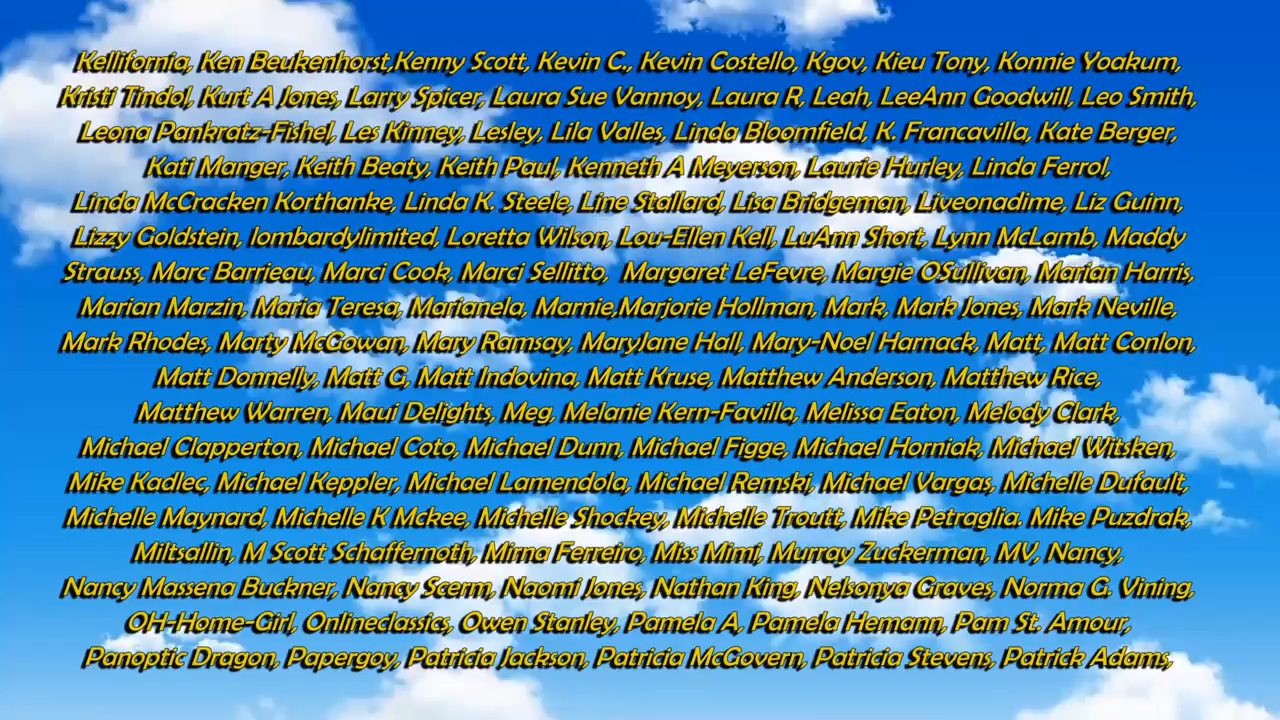 Kellifornia, Ken Beukenhorst,Kenny Scott, Kevin C., Kevin Costello, Kgov, Kieu Tony, Konnie Yoakum,
Kristi Tindol, Kurt A Jones, Larry Spicer, Laura Sue Vannoy, Laura R, Leah, LeeAnn Goodwill, Leo Smith,
Leona Pankratz-Fishel, Les Kinney, Lesley, Lila Valles, Linda Bloomfield, K. Francavilla, Kate Berger,
Kati Manger, Keith Beaty, Keith Paul, Kenneth A Meyerson, Laurie Hurley, Linda Ferrol,
Linda McCracken Korthanke, Linda K. Steele, Line Stallard, Lisa Bridgeman, Liveonadime, Liz Guinn,
Lizzy Goldstein, lombardylimited, Loretta Wilson, Lou-Ellen Kell, LuAnn Short, Lynn McLamb, Maddy
Strauss, Marc Barrieau, Marci Cook, Marci Sellitto,  Margaret LeFevre, Margie OSullivan, Marian Harris,
Marian Marzin, Maria Teresa, Marianela, Marnie,Marjorie Hollman, Mark, Mark Jones, Mark Neville,
Mark Rhodes, Marty McGowan, Mary Ramsay, MaryJane Hall, Mary-Noel Harnack, Matt, Matt Conlon,
Matt Donnelly, Matt G, Matt Indovina, Matt Kruse, Matthew Anderson, Matthew Rice,
Matthew Warren, Maui Delights, Meg, Melanie Kern-Favilla, Melissa Eaton, Melody Clark,
Michael Clapperton, Michael Coto, Michael Dunn, Michael Figge, Michael Horniak, Michael Witsken,
Mike Kadlec, Michael Keppler, Michael Lamendola, Michael Remski, Michael Vargas, Michelle Dufault,
Michelle Maynard, Michelle K Mckee, Michelle Shockey, Michelle Troutt, Mike Petraglia. Mike Puzdrak,
Miltsallin, M Scott Schaffernoth, Mirna Ferreiro, Miss Mimi, Murray Zuckerman, MV, Nancy,
Nancy Massena Buckner, Nancy Scerm, Naomi Jones, Nathan King, Nelsonya Graves, Norma G. Vining,
OH-Home-Girl, Onlineclassics, Owen Stanley, Pamela A, Pamela Hemann, Pam St. Amour,
Panoptic Dragon, Papergoy, Patricia Jackson, Patricia McGovern, Patricia Stevens, Patrick Adams,